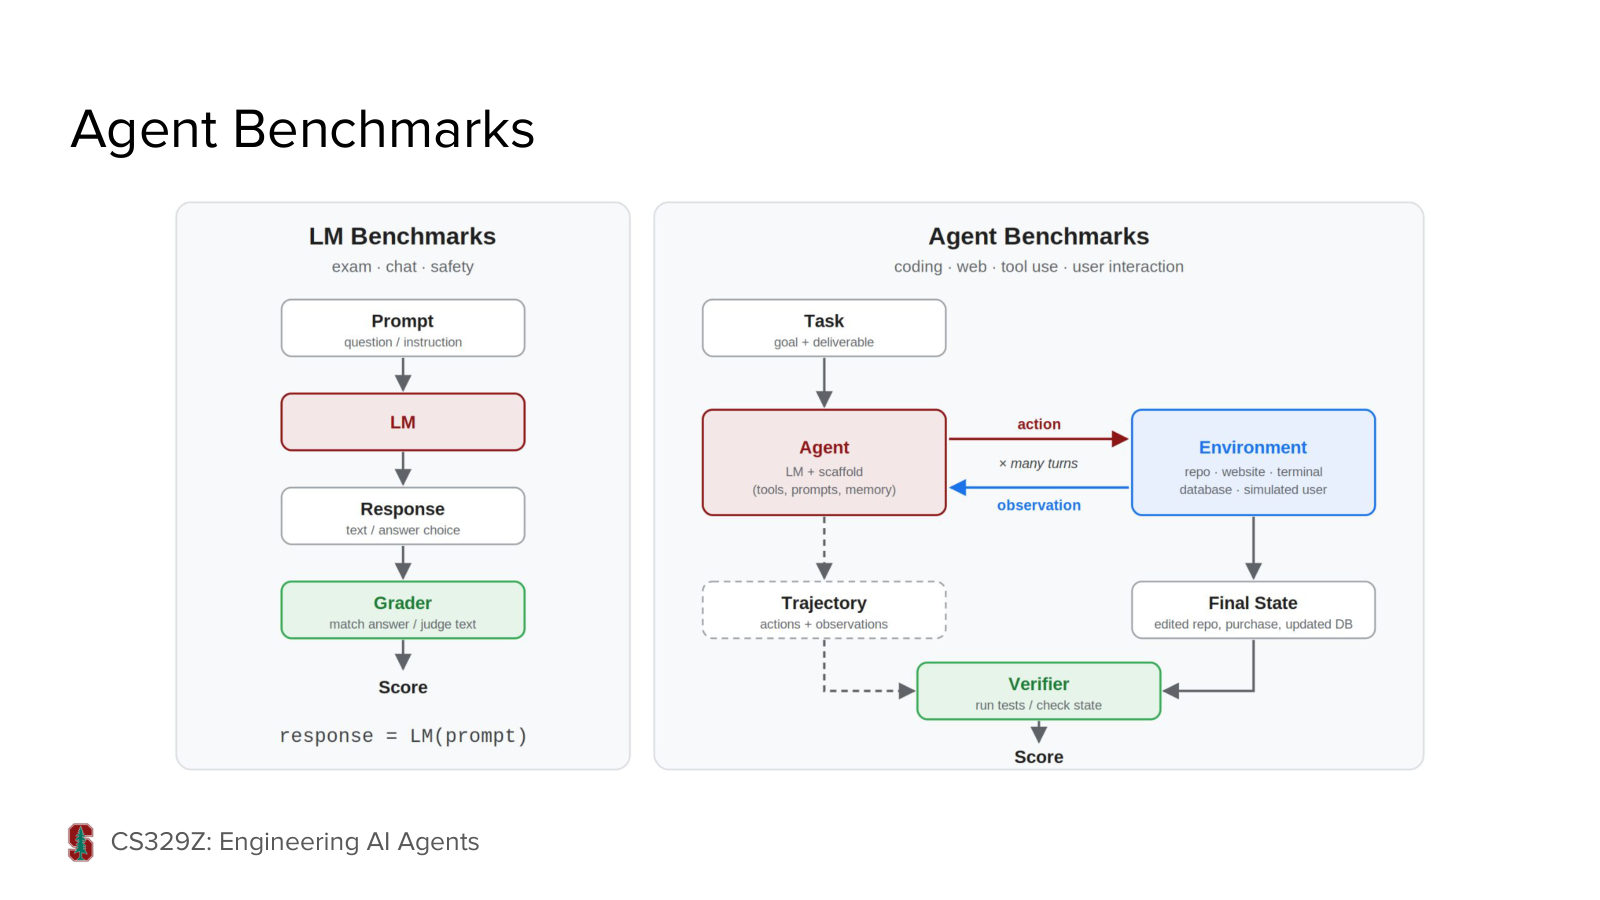 Agent Benchmarks
LM Benchmarks
exam · chat · safety
Prompt
question / instruction
LM
Response
text / answer choice
Grader
match answer / judge text
Score
response = LM(prompt)
Agent Benchmarks
coding · web · tool use · user interaction
Task
goal + deliverable
Agent
LM + scaffold
(tools, prompts, memory)
action
× many turns
observation
Environment
repo · website · terminal
database · simulated user
Trajectory
actions + observations
Final State
edited repo, purchase, updated DB
Verifier
run tests / check state
Score
CS329Z: Engineering AI Agents